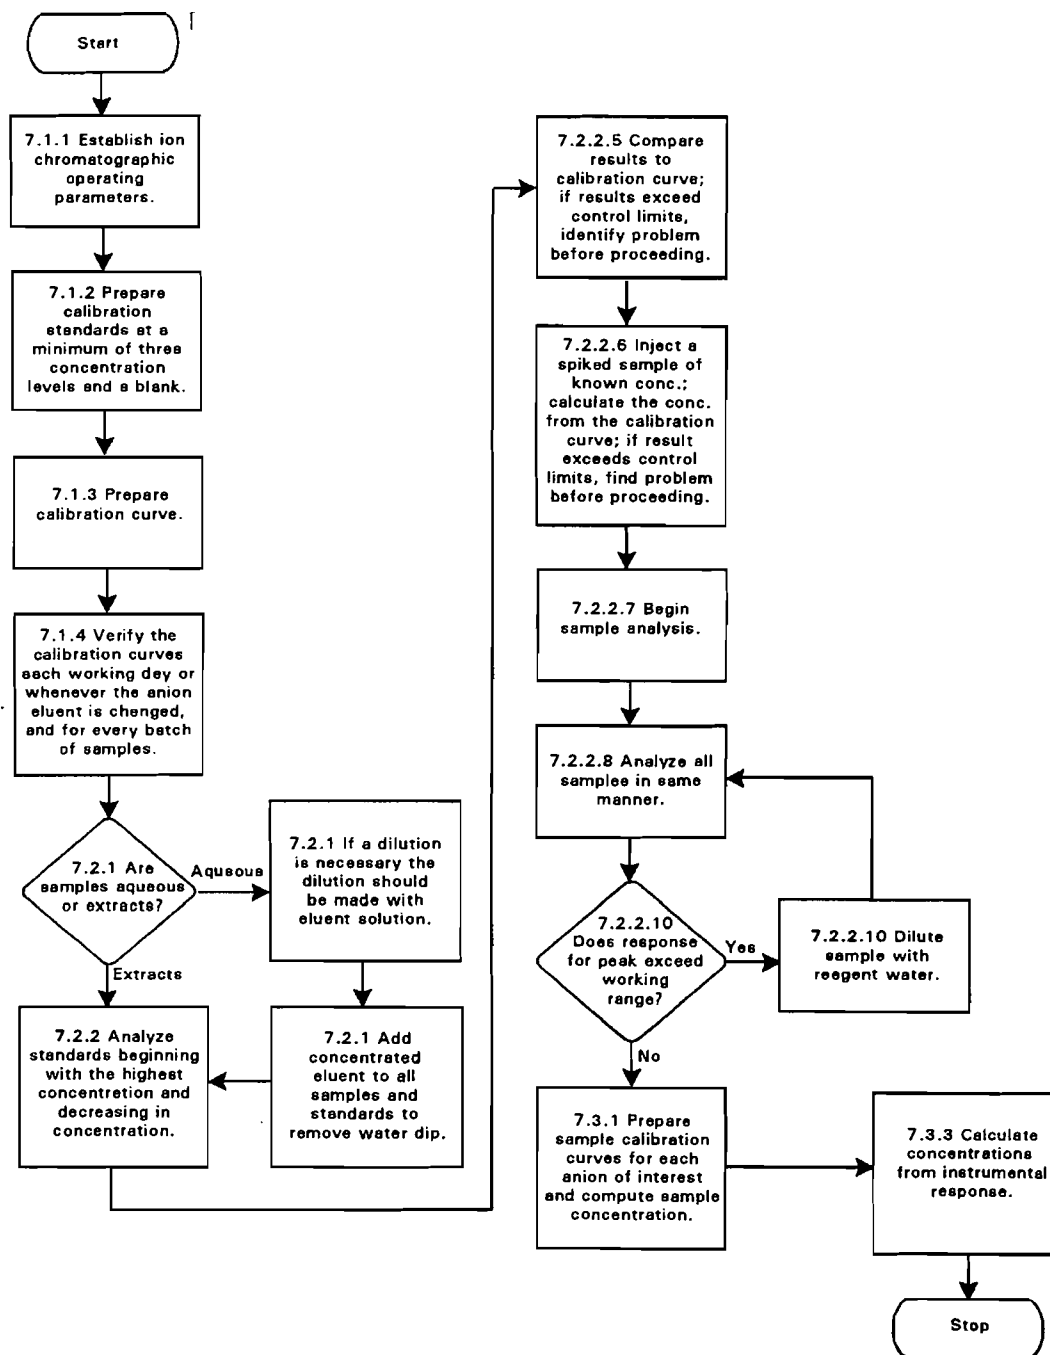 Start
7.1.1 Establish ion
chromatographic
operating
parameters.
7.1.2 Prepare
calibration
standards at a
minimum of three
concentration
levels and a blank.
7.1.3 Prepare
calibration curve.
7.1.4 Verify the
calibration curves
each working day or
whenever the anion
eluent is changed,
and for every batch
of samples.
7.2.1 Are
samples aqueous
or extracts?
Aqueous
Extracts
7.2.1 If a dilution
is necessary the
dilution should
be made with
eluent solution.
7.2.1 Add
concentrated
eluent to all
samples and
standards to
remove water dip.
7.2.2 Analyze
standards beginning
with the highest
concentration and
decreasing in
concentration.
7.2.2.5 Compare
results to
calibration curve;
if results exceed
control limits,
identify problem
before proceeding.
7.2.2.6 Inject a
spiked sample of
known conc.;
calculate the conc.
from the calibration
curve; if result
exceeds control
limits, find problem
before proceeding.
7.2.2.7 Begin
sample analysis.
7.2.2.8 Analyze all
samples in same
manner.
7.2.2.10
Does response
for peak exceed
working
range?
Yes
No
7.2.2.10 Dilute
sample with
reagent water.
7.3.1 Prepare
sample calibration
curves for each
anion of interest
and compute sample
concentration.
7.3.3 Calculate
concentrations
from instrumental
response.
Stop